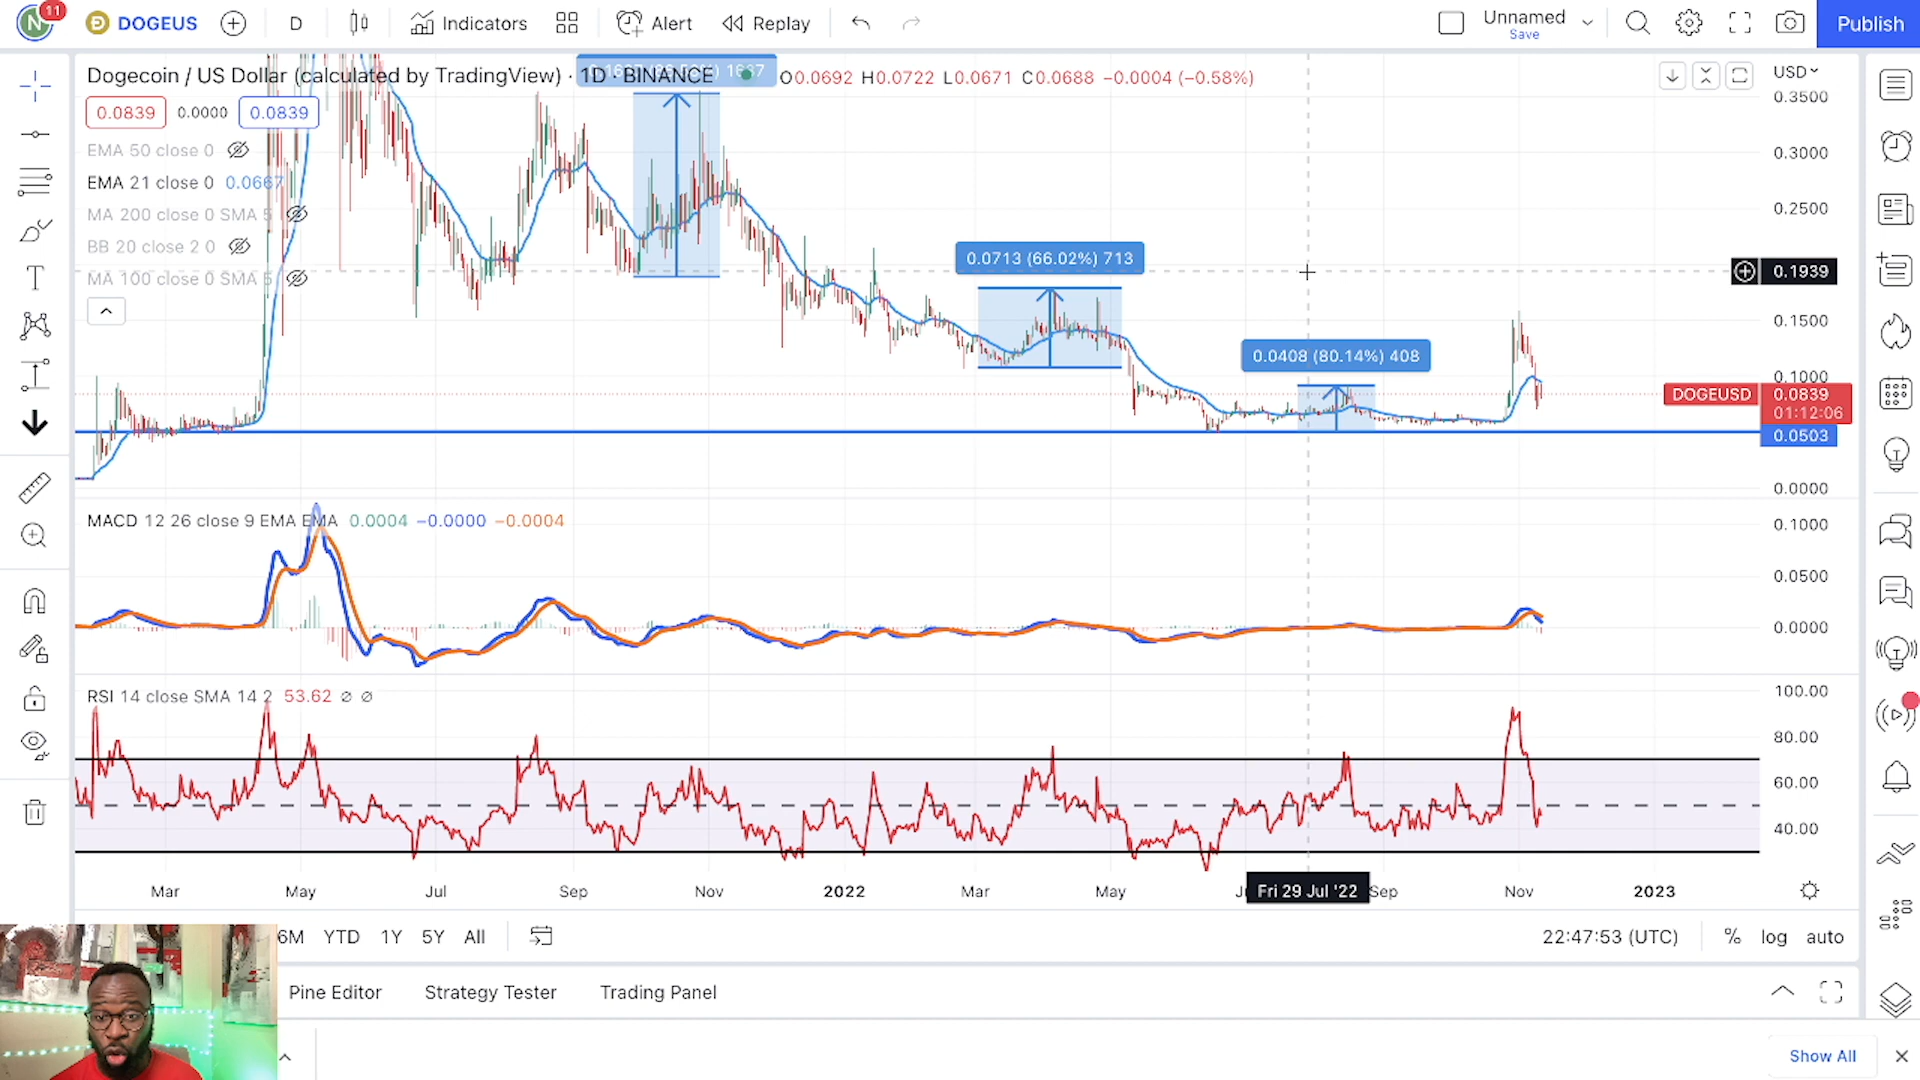 N 11 DOGEUS D Indicators Alert Replay Unnamed Save Publish
Dogecoin / US Dollar (calculated by TradingView) · 1D · BINANCE O0.0692 H0.0722 L0.0671 C0.0688 −0.0004 (−0.58%) USD
0.0839 0.0000 0.0839
EMA 50 close 0
EMA 21 close 0 0.0667
MA 200 close 0 SMA 5
BB 20 close 2 0
MA 100 close 0 SMA 5
0.0713 (66.02%) 713
0.0408 (80.14%) 408
0.3500
0.3000
0.2500
0.1939
0.1500
0.1000
DOGEUSD 0.0839
01:12:06
0.0503
0.0000
MACD 12 26 close 9 EMA EMA 0.0004 −0.0000 −0.0004
0.1000
0.0500
0.0000
RSI 14 close SMA 14 2 53.62 ∅ ∅
100.00
80.00
60.00
40.00
Mar May Jul Sep Nov 2022 Mar May Fri 29 Jul '22 Sep Nov 2023
6M YTD 1Y 5Y All 22:47:53 (UTC) % log auto
Pine Editor Strategy Tester Trading Panel
Show All